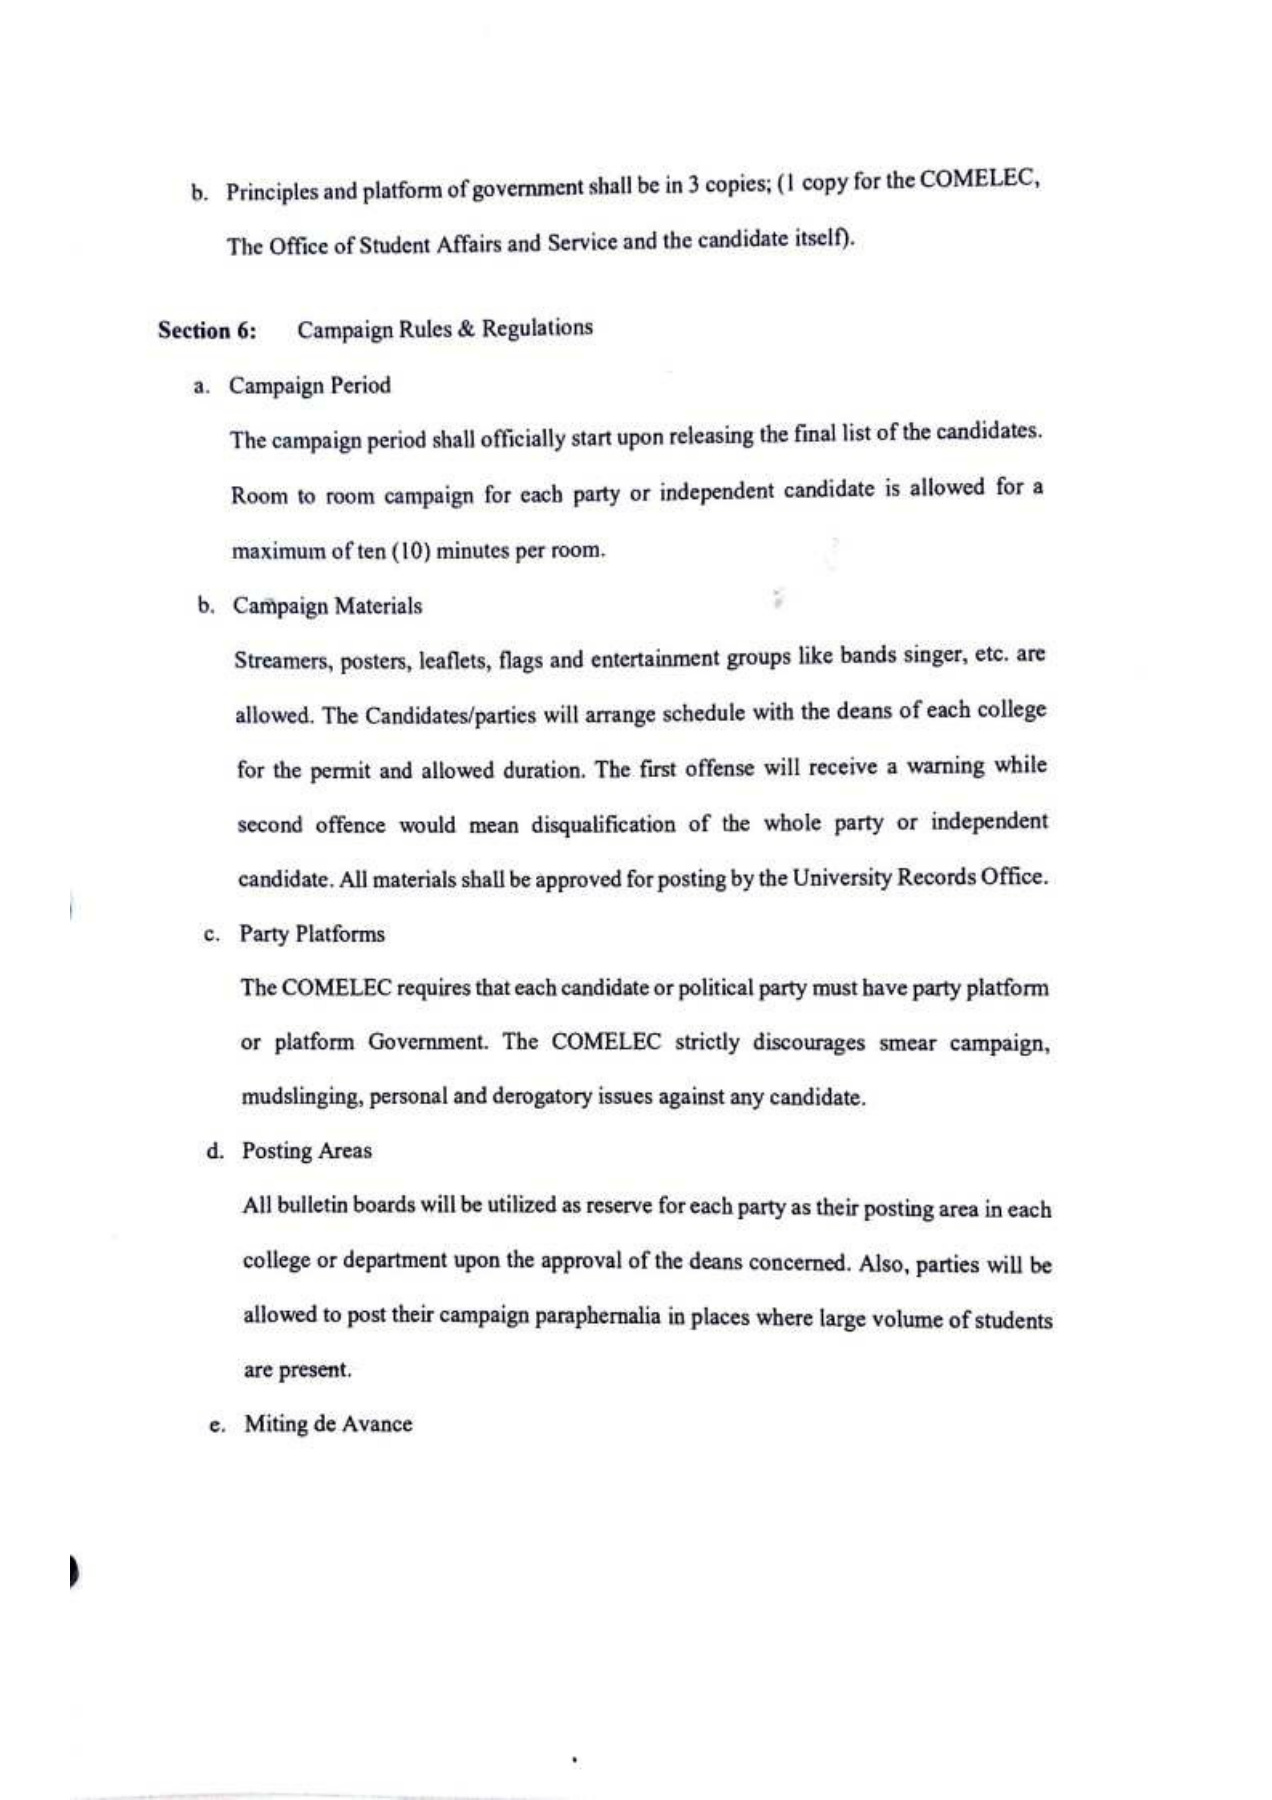 b. Principles and platform of government shall be in 3 copies; (1 copy for the COMELEC,
The Office of Student Affairs and Service and the candidate itself).
Section 6: Campaign Rules & Regulations
a. Campaign Period
The campaign period shall officially start upon releasing the final list of the candidates.
Room to room campaign for each party or independent candidate is allowed for a
maximum of ten (10) minutes per room.
b. Campaign Materials
Streamers, posters, leaflets, flags and entertainment groups like bands singer, etc. are
allowed. The Candidates/parties will arrange schedule with the deans of each college
for the permit and allowed duration. The first offense will receive a warning while
second offence would mean disqualification of the whole party or independent
candidate. All materials shall be approved for posting by the University Records Office.
c. Party Platforms
The COMELEC requires that each candidate or political party must have party platform
or platform Government. The COMELEC strictly discourages smear campaign,
mudslinging, personal and derogatory issues against any candidate.
d. Posting Areas
All bulletin boards will be utilized as reserve for each party as their posting area in each
college or department upon the approval of the deans concerned. Also, parties will be
allowed to post their campaign paraphernalia in places where large volume of students
are present.
e. Miting de Avance